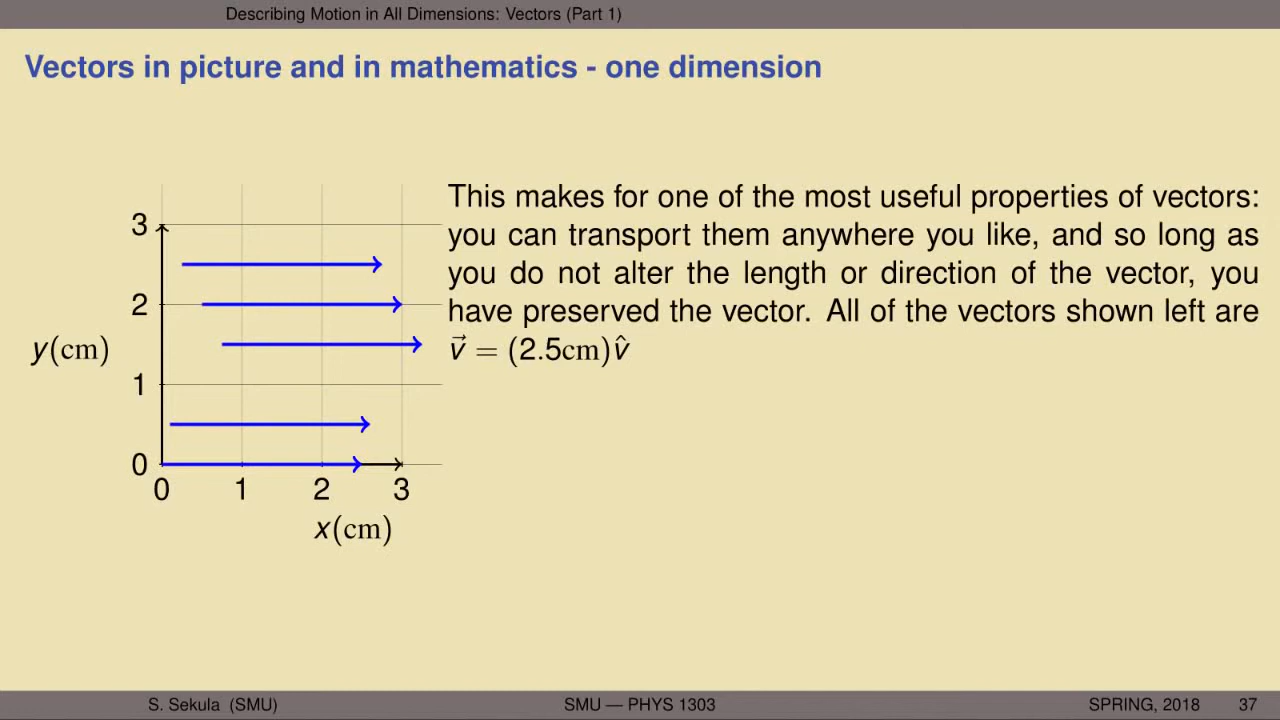 Describing Motion in All Dimensions: Vectors (Part 1)
Vectors in picture and in mathematics - one dimension
This makes for one of the most useful properties of vectors:
you can transport them anywhere you like, and so long as
you do not alter the length or direction of the vector, you
have preserved the vector. All of the vectors shown left are
v⃗ = (2.5cm)v̂
3
2
y(cm)
1
0
0 1 2 3
x(cm)
S. Sekula (SMU) SMU — PHYS 1303 SPRING, 2018 37